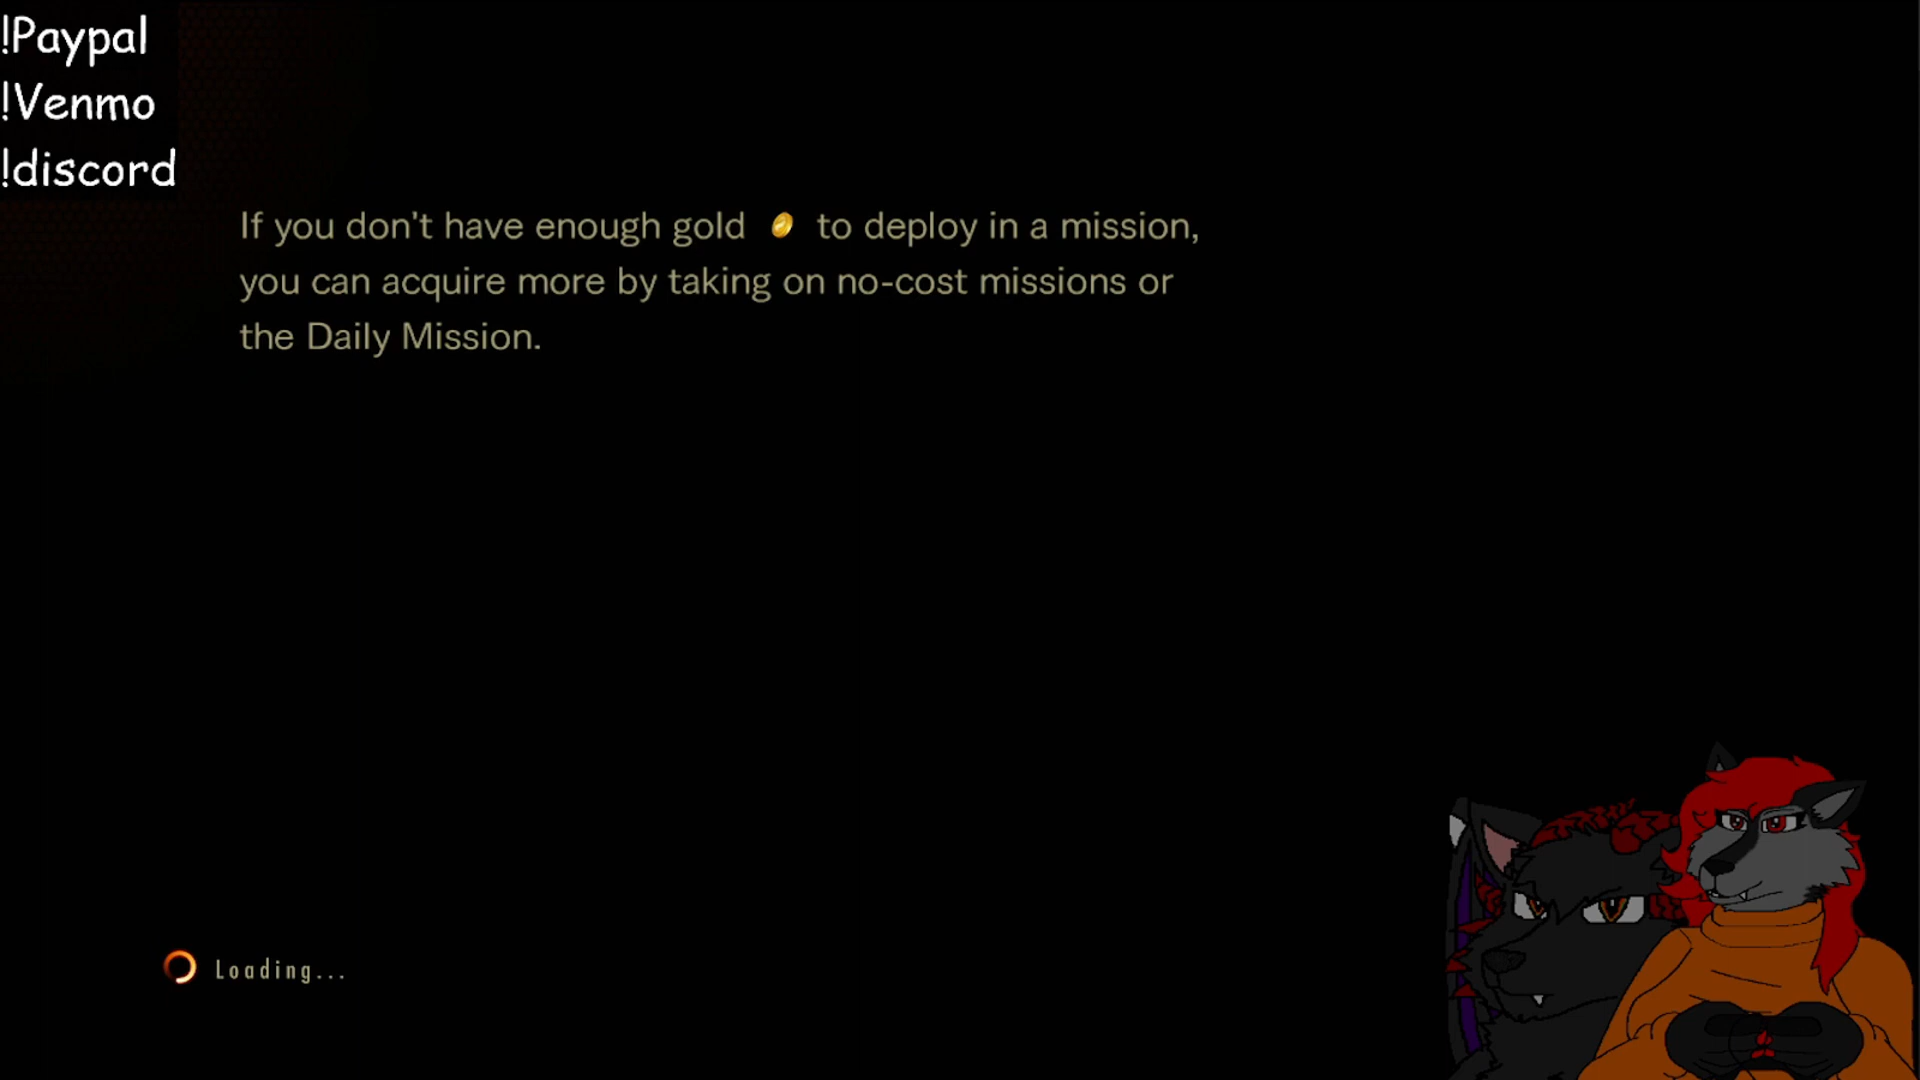 !Paypal
!Venmo
!discord
If you don't have enough gold to deploy in a mission,
you can acquire more by taking on no-cost missions or
the Daily Mission.
Loading...